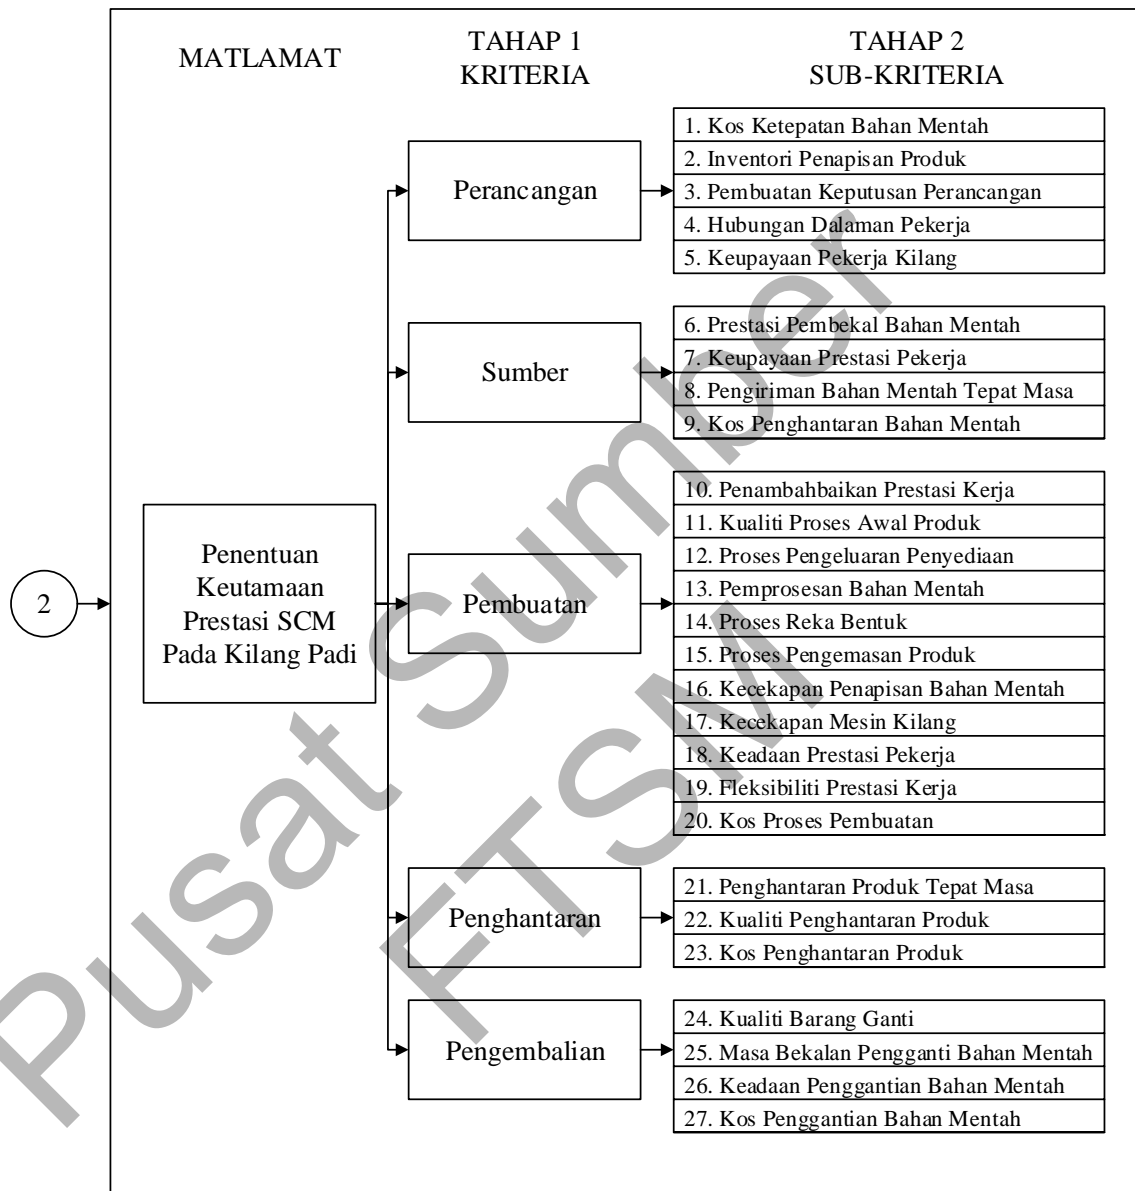 MATLAMAT
TAHAP 1
KRITERIA
TAHAP 2
SUB-KRITERIA
2
Penentuan
Keutamaan
Prestasi SCM
Pada Kilang Padi
Perancangan
1. Kos Ketepatan Bahan Mentah
2. Inventori Penapisan Produk
3. Pembuatan Keputusan Perancangan
4. Hubungan Dalaman Pekerja
5. Keupayaan Pekerja Kilang
Sumber
6. Prestasi Pembekal Bahan Mentah
7. Keupayaan Prestasi Pekerja
8. Pengiriman Bahan Mentah Tepat Masa
9. Kos Penghantaran Bahan Mentah
Pembuatan
10. Penambahbaikan Prestasi Kerja
11. Kualiti Proses Awal Produk
12. Proses Pengeluaran Penyediaan
13. Pemprosesan Bahan Mentah
14. Proses Reka Bentuk
15. Proses Pengemasan Produk
16. Kecekapan Penapisan Bahan Mentah
17. Kecekapan Mesin Kilang
18. Keadaan Prestasi Pekerja
19. Fleksibiliti Prestasi Kerja
20. Kos Proses Pembuatan
Penghantaran
21. Penghantaran Produk Tepat Masa
22. Kualiti Penghantaran Produk
23. Kos Penghantaran Produk
Pengembalian
24. Kualiti Barang Ganti
25. Masa Bekalan Pengganti Bahan Mentah
26. Keadaan Penggantian Bahan Mentah
27. Kos Penggantian Bahan Mentah
Pusat Sumber
FTSM